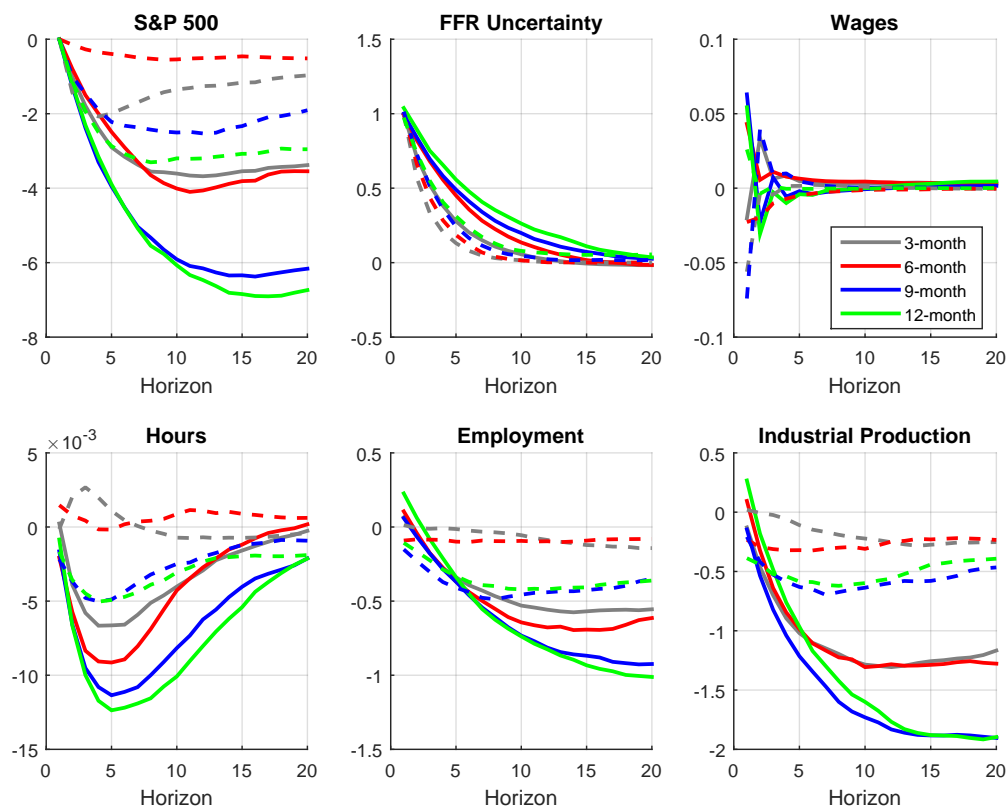 S&P 500
0
-2
-4
-6
-8
0 5 10 15 20
Horizon
FFR Uncertainty
1.5
1
0.5
0
-0.5
0 5 10 15 20
Horizon
Wages
0.1
0.05
0
-0.05
-0.1
0 5 10 15 20
Horizon
3-month
6-month
9-month
12-month
Hours
×10⁻³
5
0
-5
-10
-15
0 5 10 15 20
Horizon
Employment
0.5
0
-0.5
-1
-1.5
0 5 10 15 20
Horizon
Industrial Production
0.5
0
-0.5
-1
-1.5
-2
0 5 10 15 20
Horizon